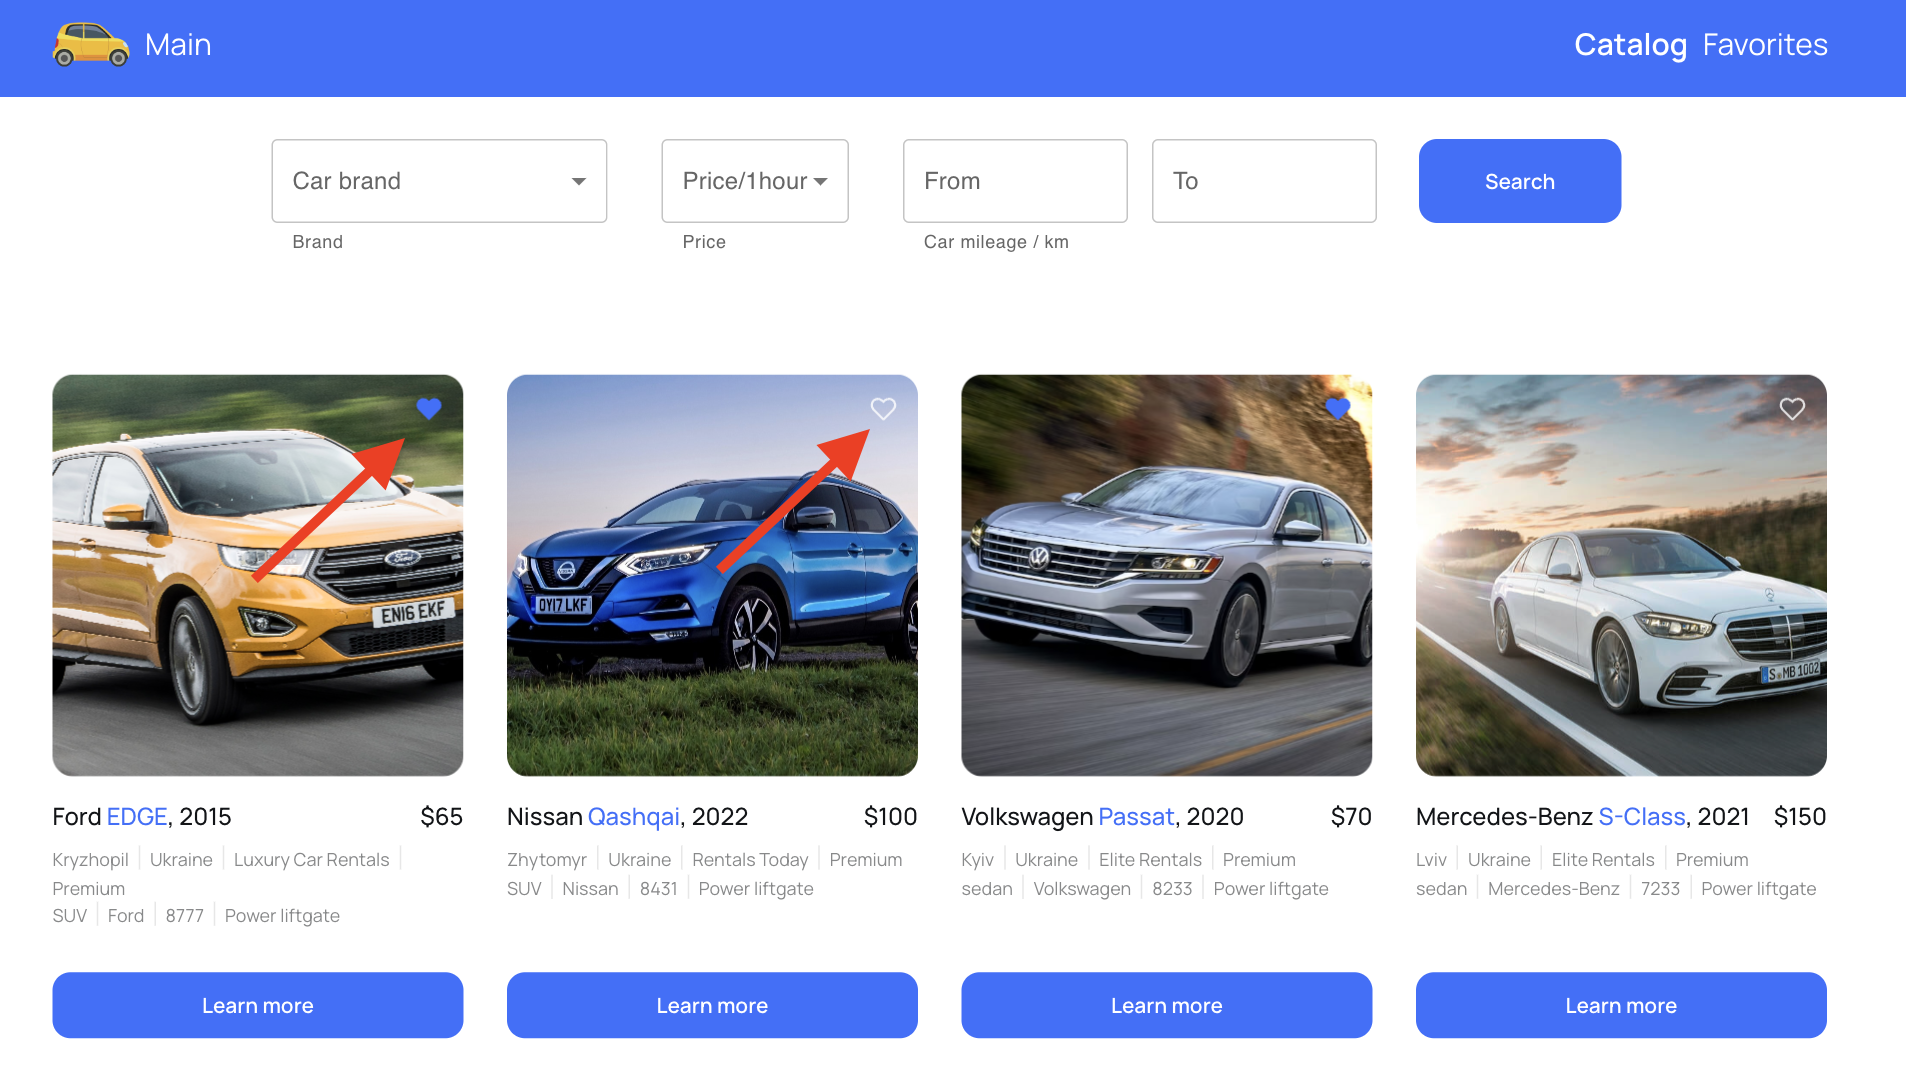 Main
Catalog Favorites
Car brand
Price/1hour
From
To
Search
Brand
Price
Car mileage / km
EN16 EKF
OY17 LKF
S MB 1002
Ford EDGE, 2015 $65
Kryzhopil Ukraine Luxury Car Rentals
Premium
SUV Ford 8777 Power liftgate
Learn more
Nissan Qashqai, 2022 $100
Zhytomyr Ukraine Rentals Today Premium
SUV Nissan 8431 Power liftgate
Learn more
Volkswagen Passat, 2020 $70
Kyiv Ukraine Elite Rentals Premium
sedan Volkswagen 8233 Power liftgate
Learn more
Mercedes-Benz S-Class, 2021 $150
Lviv Ukraine Elite Rentals Premium
sedan Mercedes-Benz 7233 Power liftgate
Learn more